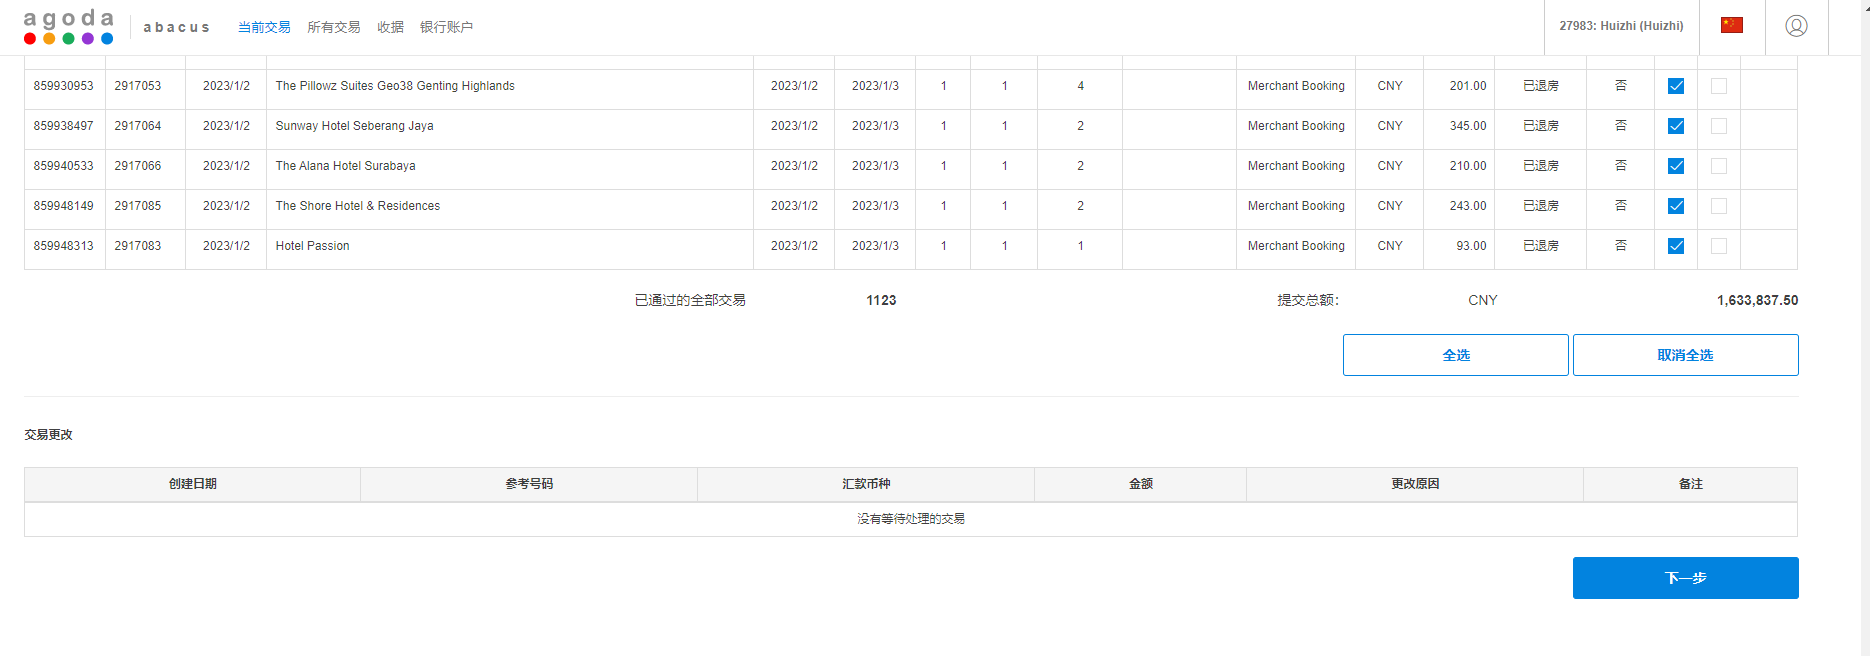 agoda abacus 当前交易 所有交易 收据 银行账户 27983: Huizhi (Huizhi)
859930953 2917053 2023/1/2 The Pillowz Suites Geo38 Genting Highlands 2023/1/2 2023/1/3 1 1 4 Merchant Booking CNY 201.00 已退房 否
859938497 2917064 2023/1/2 Sunway Hotel Seberang Jaya 2023/1/2 2023/1/3 1 1 2 Merchant Booking CNY 345.00 已退房 否
859940533 2917066 2023/1/2 The Alana Hotel Surabaya 2023/1/2 2023/1/3 1 1 2 Merchant Booking CNY 210.00 已退房 否
859948149 2917085 2023/1/2 The Shore Hotel & Residences 2023/1/2 2023/1/3 1 1 2 Merchant Booking CNY 243.00 已退房 否
859948313 2917083 2023/1/2 Hotel Passion 2023/1/2 2023/1/3 1 1 1 Merchant Booking CNY 93.00 已退房 否
已通过的全部交易 1123 提交总额: CNY 1,633,837.50
全选 取消全选
交易更改
创建日期 参考号码 汇款币种 金额 更改原因 备注
没有等待处理的交易
下一步